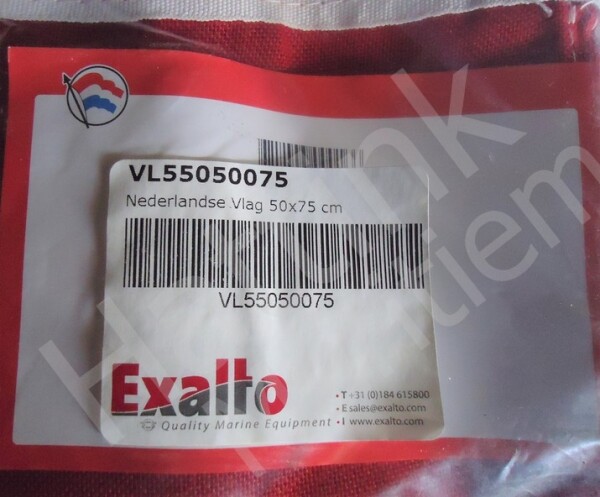 VL55050075
Nederlandse Vlag 50x75 cm
VL55050075
Exalto
Quality Marine Equipment
• T +31 (0)184 615800
• E sales@exalto.com
• I www.exalto.com